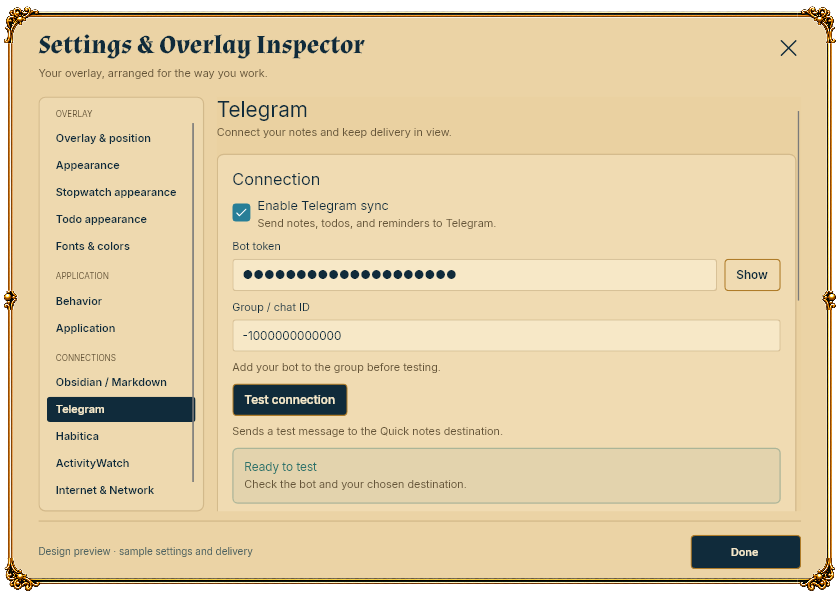 Settings & Overlay Inspector
Your overlay, arranged for the way you work.
OVERLAY
Overlay & position
Appearance
Stopwatch appearance
Todo appearance
Fonts & colors
APPLICATION
Behavior
Application
CONNECTIONS
Obsidian / Markdown
Telegram
Habitica
ActivityWatch
Internet & Network
Telegram
Connect your notes and keep delivery in view.
Connection
Enable Telegram sync
Send notes, todos, and reminders to Telegram.
Bot token
●●●●●●●●●●●●●●●●●●●●
Show
Group / chat ID
-1000000000000
Add your bot to the group before testing.
Test connection
Sends a test message to the Quick notes destination.
Ready to test
Check the bot and your chosen destination.
Design preview · sample settings and delivery
Done